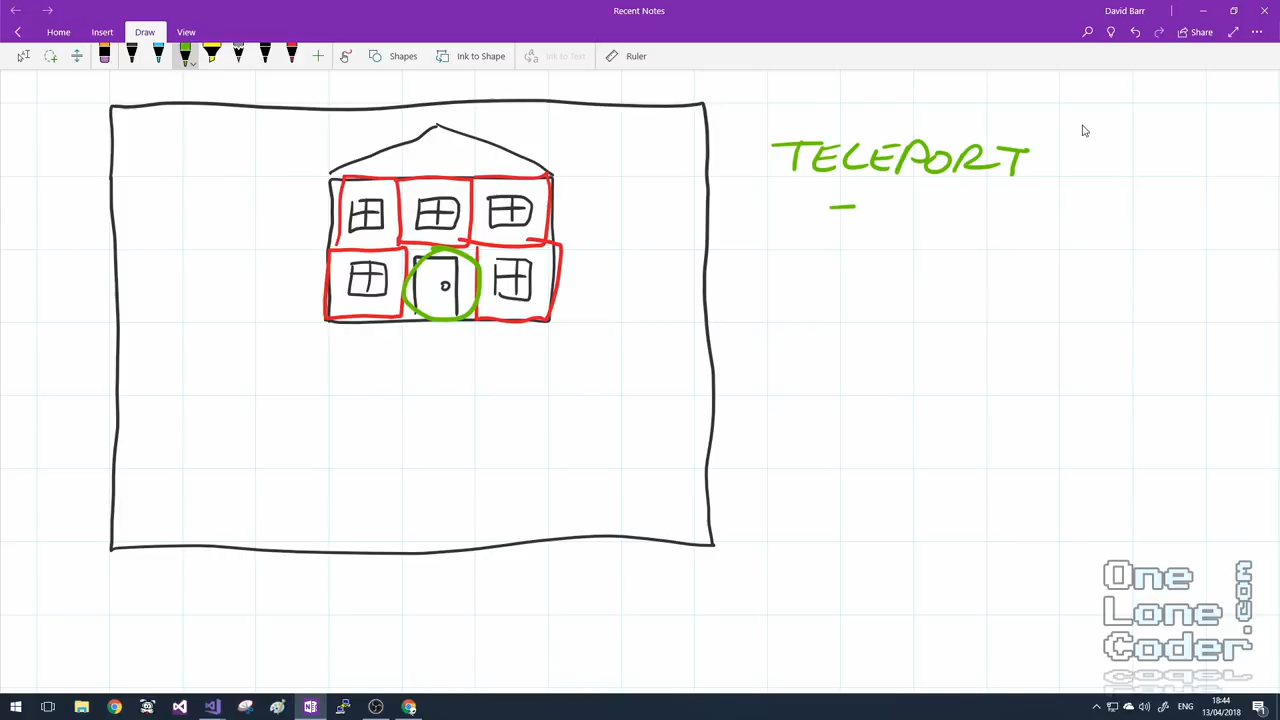 Recent Notes
David Barr
Home Insert Draw View
Share
Shapes
Ink to Shape
Ink to Text
Ruler
TELEPORT
-
One
Lone
Coder.com
ENG
18:44
13/04/2018